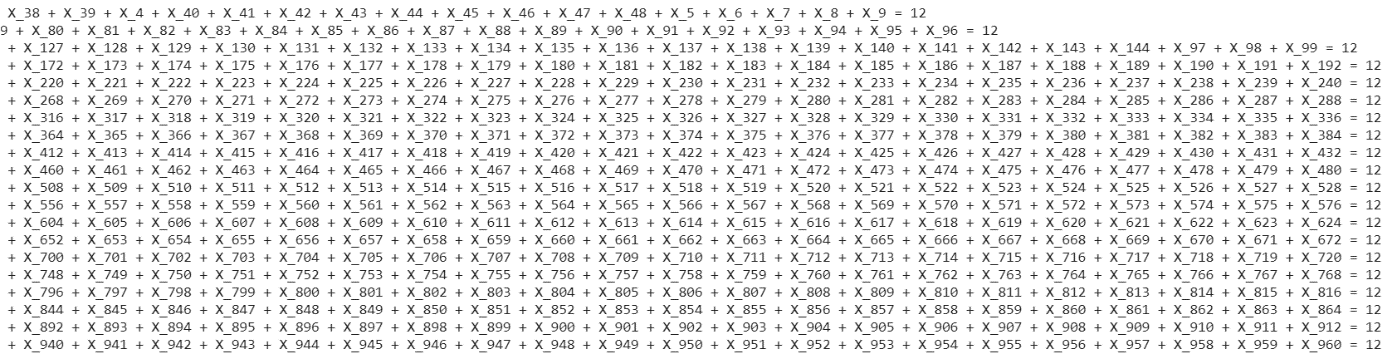 X_38 + X_39 + X_4 + X_40 + X_41 + X_42 + X_43 + X_44 + X_45 + X_46 + X_47 + X_48 + X_5 + X_6 + X_7 + X_8 + X_9 = 12
9 + X_80 + X_81 + X_82 + X_83 + X_84 + X_85 + X_86 + X_87 + X_88 + X_89 + X_90 + X_91 + X_92 + X_93 + X_94 + X_95 + X_96 = 12
+ X_127 + X_128 + X_129 + X_130 + X_131 + X_132 + X_133 + X_134 + X_135 + X_136 + X_137 + X_138 + X_139 + X_140 + X_141 + X_142 + X_143 + X_144 + X_97 + X_98 + X_99 = 12
+ X_172 + X_173 + X_174 + X_175 + X_176 + X_177 + X_178 + X_179 + X_180 + X_181 + X_182 + X_183 + X_184 + X_185 + X_186 + X_187 + X_188 + X_189 + X_190 + X_191 + X_192 = 12
+ X_220 + X_221 + X_222 + X_223 + X_224 + X_225 + X_226 + X_227 + X_228 + X_229 + X_230 + X_231 + X_232 + X_233 + X_234 + X_235 + X_236 + X_237 + X_238 + X_239 + X_240 = 12
+ X_268 + X_269 + X_270 + X_271 + X_272 + X_273 + X_274 + X_275 + X_276 + X_277 + X_278 + X_279 + X_280 + X_281 + X_282 + X_283 + X_284 + X_285 + X_286 + X_287 + X_288 = 12
+ X_316 + X_317 + X_318 + X_319 + X_320 + X_321 + X_322 + X_323 + X_324 + X_325 + X_326 + X_327 + X_328 + X_329 + X_330 + X_331 + X_332 + X_333 + X_334 + X_335 + X_336 = 12
+ X_364 + X_365 + X_366 + X_367 + X_368 + X_369 + X_370 + X_371 + X_372 + X_373 + X_374 + X_375 + X_376 + X_377 + X_378 + X_379 + X_380 + X_381 + X_382 + X_383 + X_384 = 12
+ X_412 + X_413 + X_414 + X_415 + X_416 + X_417 + X_418 + X_419 + X_420 + X_421 + X_422 + X_423 + X_424 + X_425 + X_426 + X_427 + X_428 + X_429 + X_430 + X_431 + X_432 = 12
+ X_460 + X_461 + X_462 + X_463 + X_464 + X_465 + X_466 + X_467 + X_468 + X_469 + X_470 + X_471 + X_472 + X_473 + X_474 + X_475 + X_476 + X_477 + X_478 + X_479 + X_480 = 12
+ X_508 + X_509 + X_510 + X_511 + X_512 + X_513 + X_514 + X_515 + X_516 + X_517 + X_518 + X_519 + X_520 + X_521 + X_522 + X_523 + X_524 + X_525 + X_526 + X_527 + X_528 = 12
+ X_556 + X_557 + X_558 + X_559 + X_560 + X_561 + X_562 + X_563 + X_564 + X_565 + X_566 + X_567 + X_568 + X_569 + X_570 + X_571 + X_572 + X_573 + X_574 + X_575 + X_576 = 12
+ X_604 + X_605 + X_606 + X_607 + X_608 + X_609 + X_610 + X_611 + X_612 + X_613 + X_614 + X_615 + X_616 + X_617 + X_618 + X_619 + X_620 + X_621 + X_622 + X_623 + X_624 = 12
+ X_652 + X_653 + X_654 + X_655 + X_656 + X_657 + X_658 + X_659 + X_660 + X_661 + X_662 + X_663 + X_664 + X_665 + X_666 + X_667 + X_668 + X_669 + X_670 + X_671 + X_672 = 12
+ X_700 + X_701 + X_702 + X_703 + X_704 + X_705 + X_706 + X_707 + X_708 + X_709 + X_710 + X_711 + X_712 + X_713 + X_714 + X_715 + X_716 + X_717 + X_718 + X_719 + X_720 = 12
+ X_748 + X_749 + X_750 + X_751 + X_752 + X_753 + X_754 + X_755 + X_756 + X_757 + X_758 + X_759 + X_760 + X_761 + X_762 + X_763 + X_764 + X_765 + X_766 + X_767 + X_768 = 12
+ X_796 + X_797 + X_798 + X_799 + X_800 + X_801 + X_802 + X_803 + X_804 + X_805 + X_806 + X_807 + X_808 + X_809 + X_810 + X_811 + X_812 + X_813 + X_814 + X_815 + X_816 = 12
+ X_844 + X_845 + X_846 + X_847 + X_848 + X_849 + X_850 + X_851 + X_852 + X_853 + X_854 + X_855 + X_856 + X_857 + X_858 + X_859 + X_860 + X_861 + X_862 + X_863 + X_864 = 12
+ X_892 + X_893 + X_894 + X_895 + X_896 + X_897 + X_898 + X_899 + X_900 + X_901 + X_902 + X_903 + X_904 + X_905 + X_906 + X_907 + X_908 + X_909 + X_910 + X_911 + X_912 = 12
+ X_940 + X_941 + X_942 + X_943 + X_944 + X_945 + X_946 + X_947 + X_948 + X_949 + X_950 + X_951 + X_952 + X_953 + X_954 + X_955 + X_956 + X_957 + X_958 + X_959 + X_960 = 12